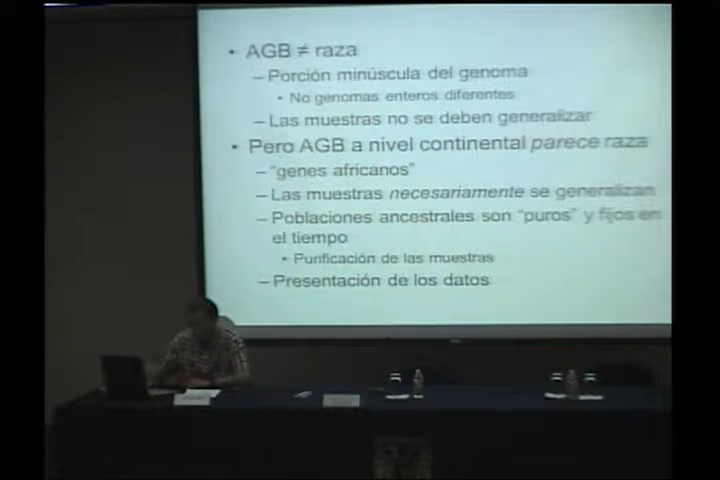 • AGB ≠ raza
– Porción minúscula del genoma
• No genomas enteros diferentes
– Las muestras no se deben generalizar
• Pero AGB a nivel continental parece raza
– “genes africanos”
– Las muestras necesariamente se generalizan
– Poblaciones ancestrales son “puros” y fijos en
el tiempo
• Purificación de las muestras
– Presentación de los datos